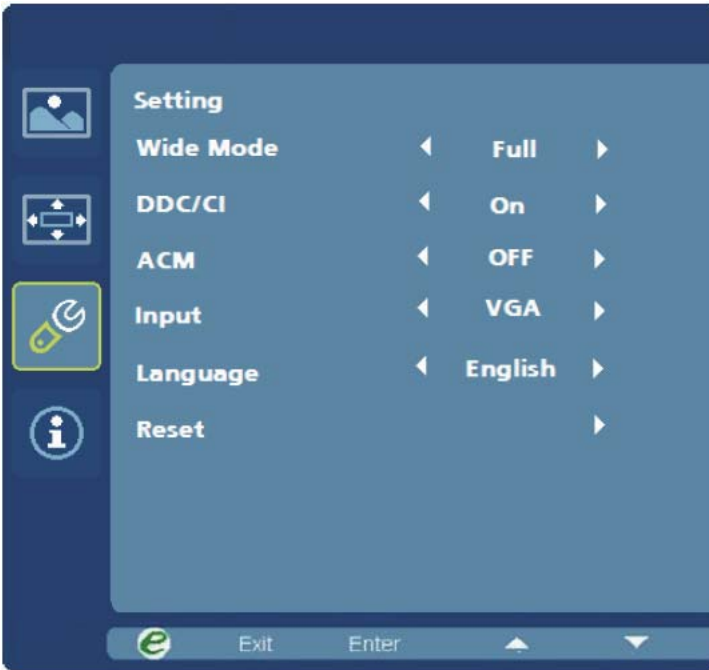 Setting
Wide Mode Full
DDC/CI On
ACM OFF
Input VGA
Language English
Reset
e Exit Enter